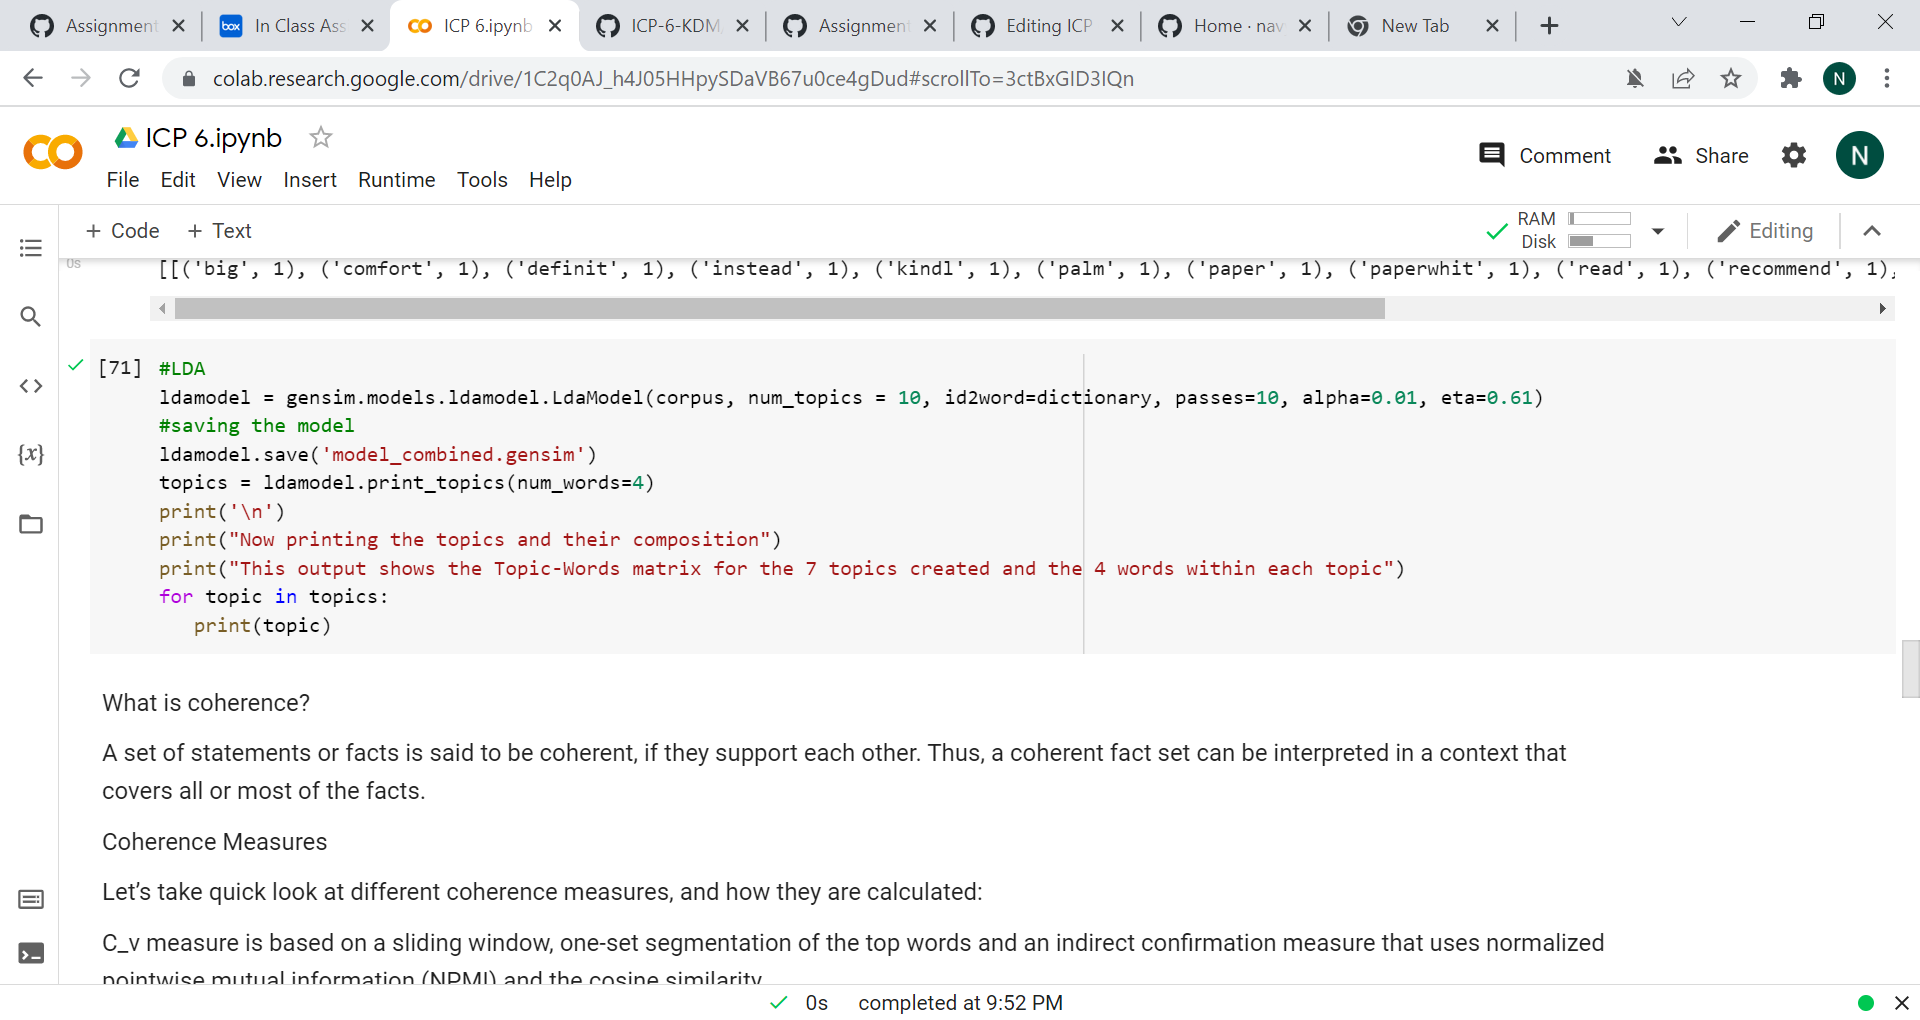 Assignment
In Class Ass
ICP 6.ipynb
ICP-6-KDM
Assignment
Editing ICP
Home · nav
New Tab
colab.research.google.com/drive/1C2q0AJ_h4J05HHpySDaVB67u0ce4gDud#scrollTo=3ctBxGID3IQn
N
ICP 6.ipynb
Comment
Share
N
File Edit View Insert Runtime Tools Help
+ Code + Text
RAM
Disk
Editing
0s
[[('big', 1), ('comfort', 1), ('definit', 1), ('instead', 1), ('kindl', 1), ('palm', 1), ('paper', 1), ('paperwhit', 1), ('read', 1), ('recommend', 1),
[71] #LDA
ldamodel = gensim.models.ldamodel.LdaModel(corpus, num_topics = 10, id2word=dictionary, passes=10, alpha=0.01, eta=0.61)
#saving the model
ldamodel.save('model_combined.gensim')
topics = ldamodel.print_topics(num_words=4)
print('\n')
print("Now printing the topics and their composition")
print("This output shows the Topic-Words matrix for the 7 topics created and the 4 words within each topic")
for topic in topics:
   print(topic)
What is coherence?
A set of statements or facts is said to be coherent, if they support each other. Thus, a coherent fact set can be interpreted in a context that
covers all or most of the facts.
Coherence Measures
Let’s take quick look at different coherence measures, and how they are calculated:
C_v measure is based on a sliding window, one-set segmentation of the top words and an indirect confirmation measure that uses normalized
pointwise mutual information (NPMI) and the cosine similarity
0s completed at 9:52 PM